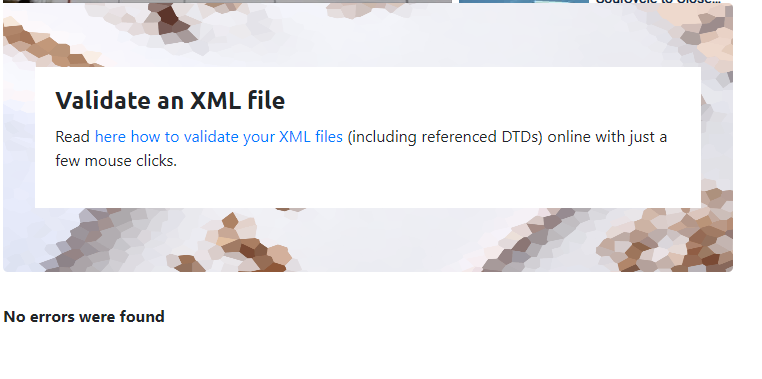 Validate an XML file
Read here how to validate your XML files (including referenced DTDs) online with just a
few mouse clicks.
No errors were found